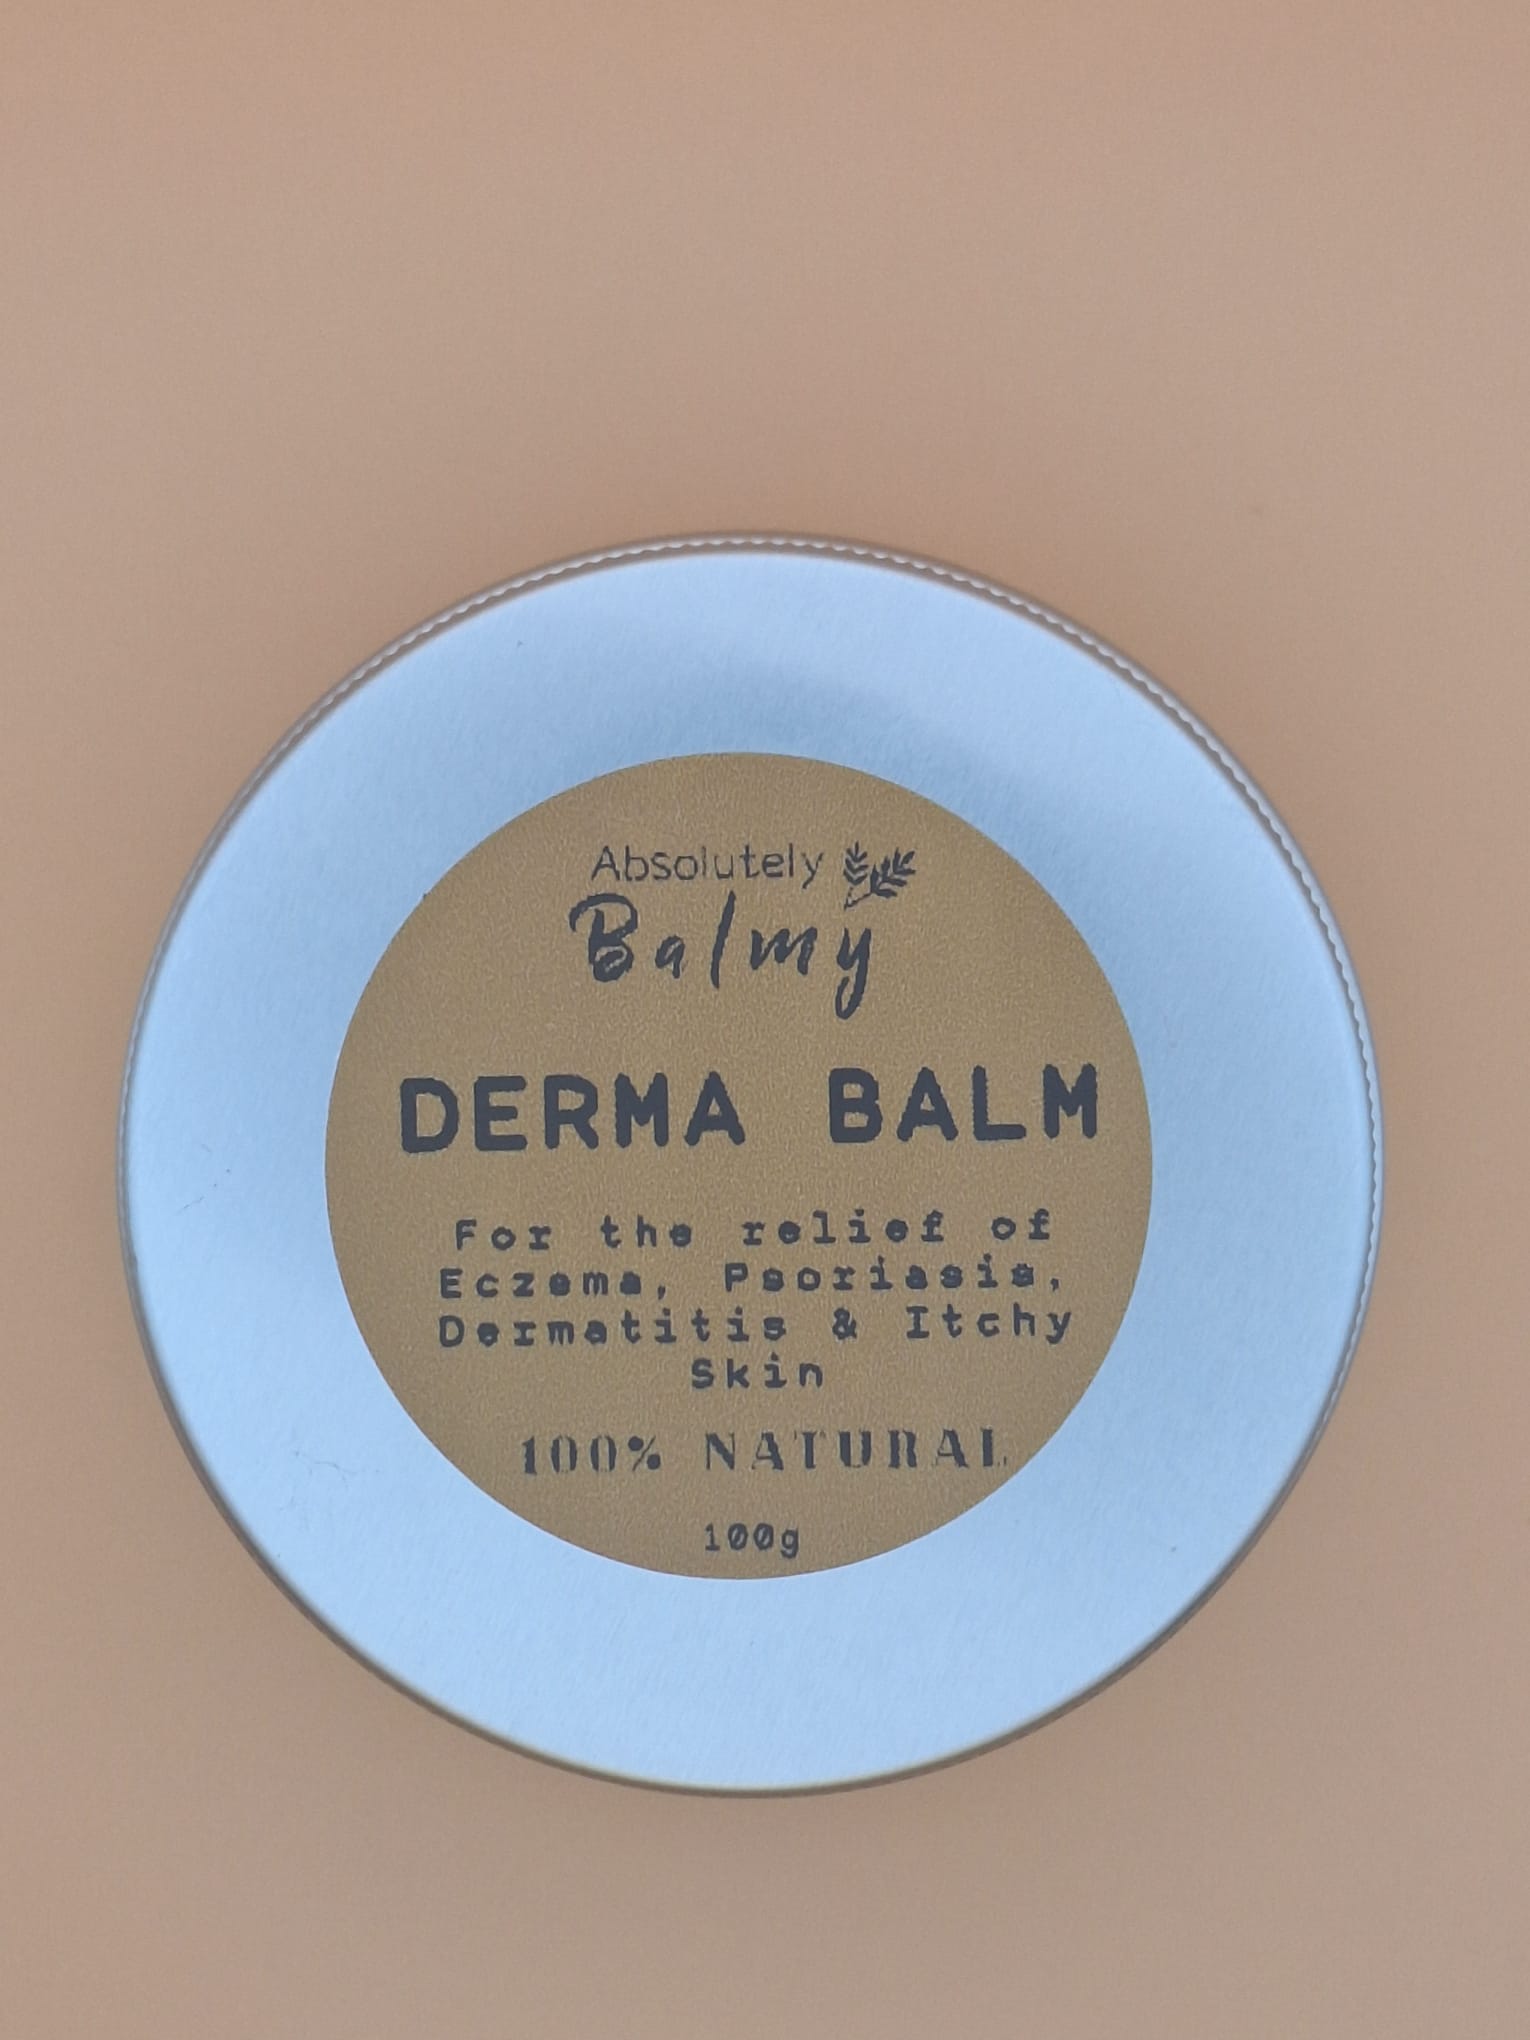 Absolutely
Balmy
DERMA BALM
For the relief of
Eczema, Psoriasis,
Dermatitis & Itchy
Skin
100% NATURAL
100g